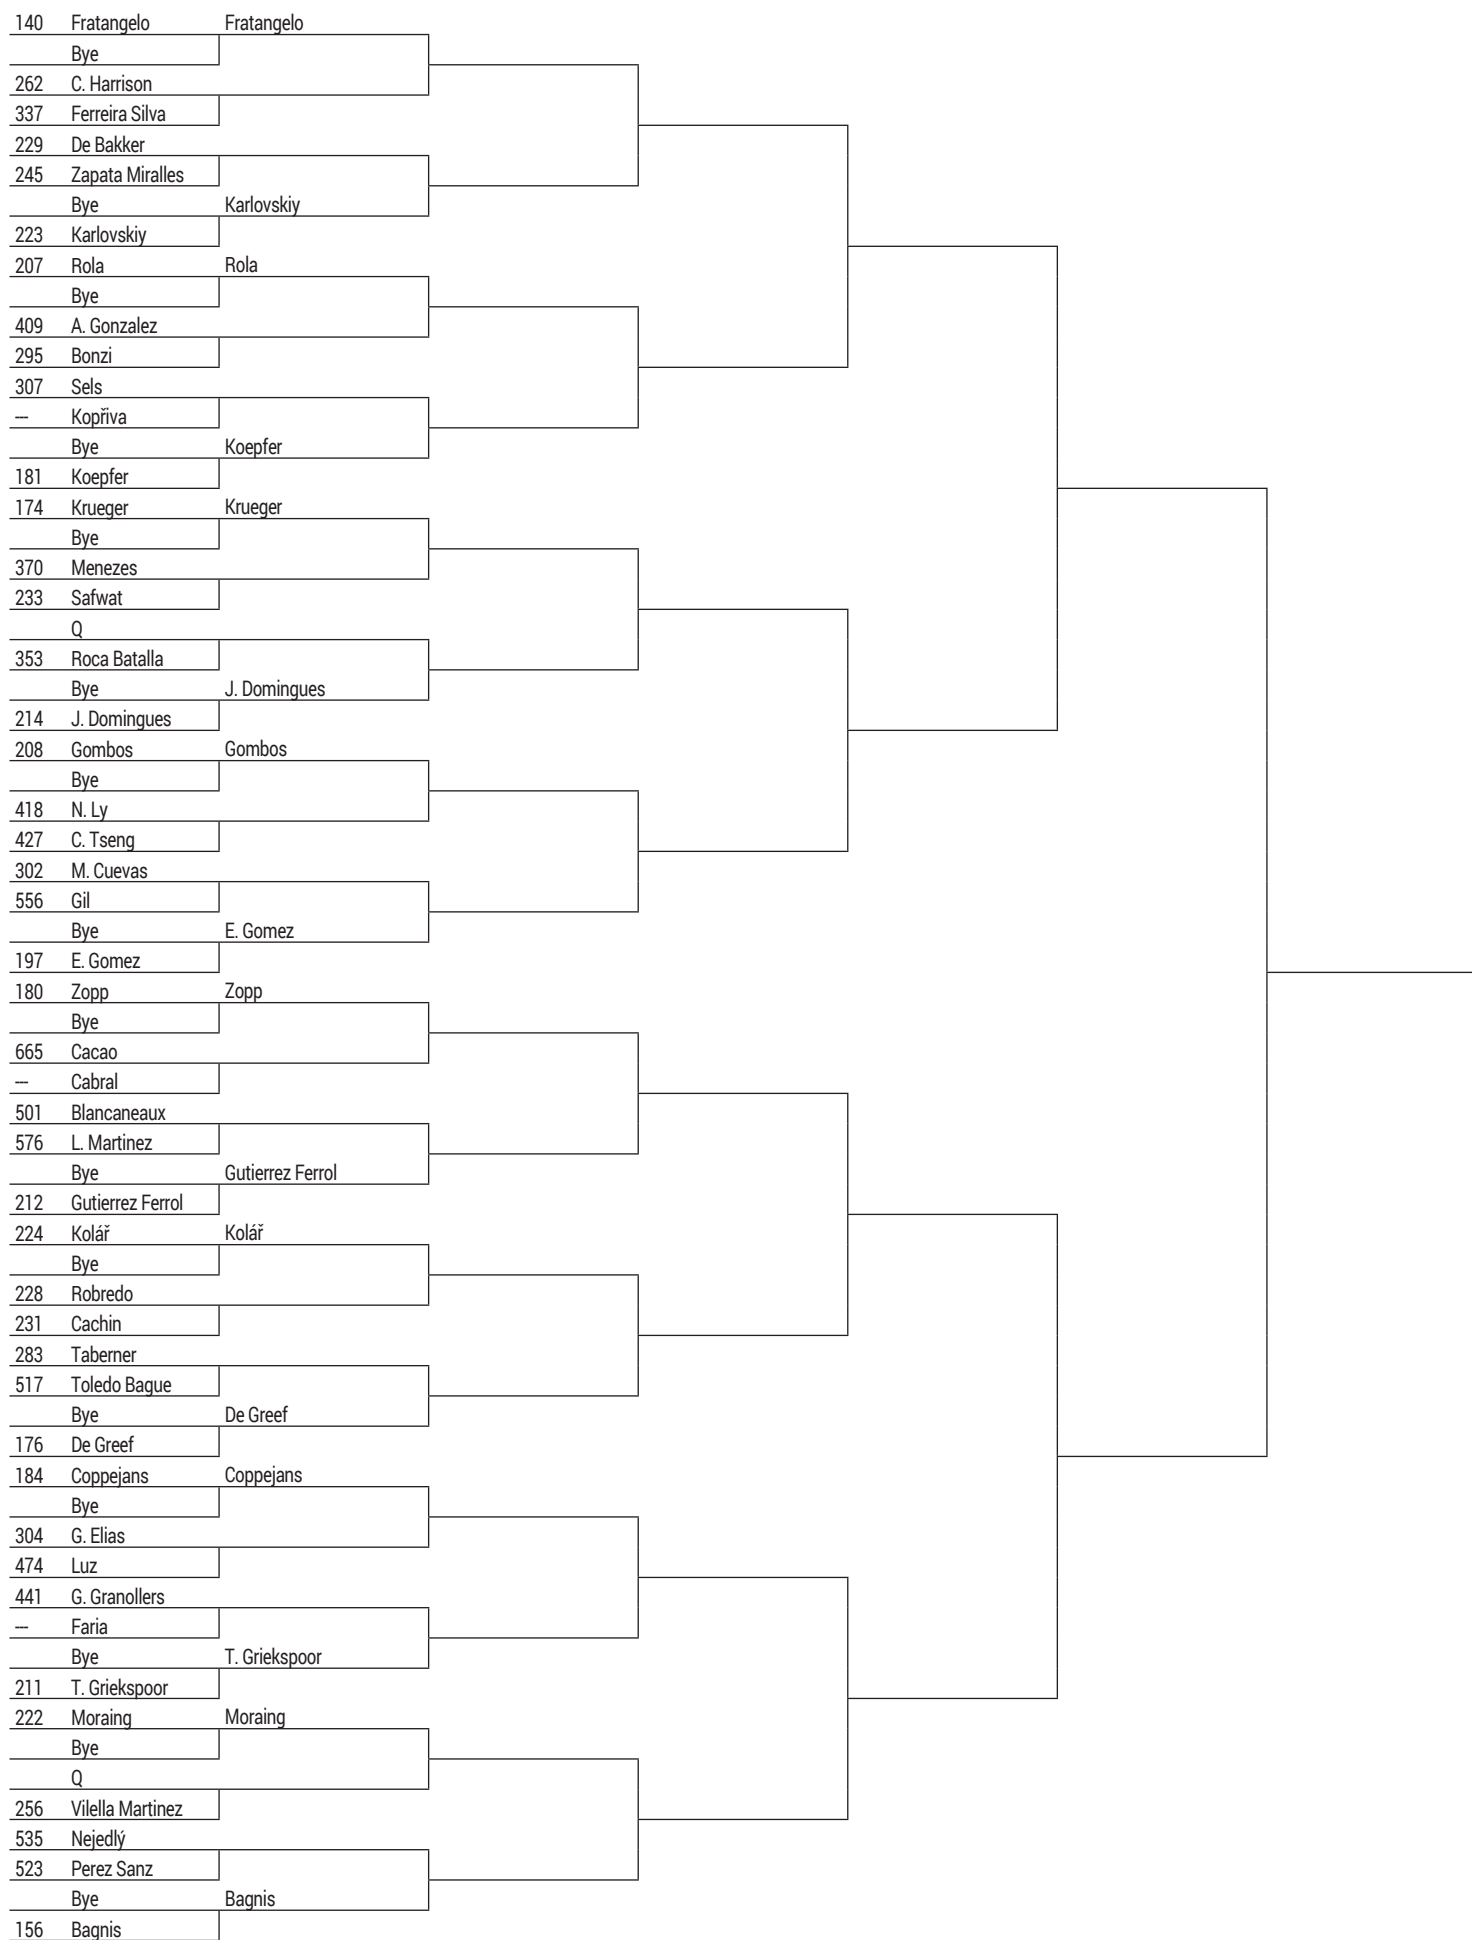 140 Fratangelo Fratangelo
Bye
262 C. Harrison
337 Ferreira Silva
229 De Bakker
245 Zapata Miralles
Bye Karlovskiy
223 Karlovskiy
207 Rola Rola
Bye
409 A. Gonzalez
295 Bonzi
307 Sels
--- Kopřiva
Bye Koepfer
181 Koepfer
174 Krueger Krueger
Bye
370 Menezes
233 Safwat
Q
353 Roca Batalla
Bye J. Domingues
214 J. Domingues
208 Gombos Gombos
Bye
418 N. Ly
427 C. Tseng
302 M. Cuevas
556 Gil
Bye E. Gomez
197 E. Gomez
180 Zopp Zopp
Bye
665 Cacao
--- Cabral
501 Blancaneaux
576 L. Martinez
Bye Gutierrez Ferrol
212 Gutierrez Ferrol
224 Kolář Kolář
Bye
228 Robredo
231 Cachin
283 Taberner
517 Toledo Bague
Bye De Greef
176 De Greef
184 Coppejans Coppejans
Bye
304 G. Elias
474 Luz
441 G. Granollers
--- Faria
Bye T. Griekspoor
211 T. Griekspoor
222 Moraing Moraing
Bye
Q
256 Vilella Martinez
535 Nejedlý
523 Perez Sanz
Bye Bagnis
156 Bagnis